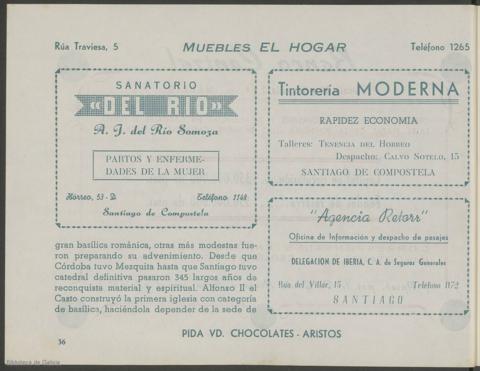 Rúa Traviesa, 5 MUEBLES EL HOGAR Teléfono 1265
SANATORIO
«DEL RIO»
A. J. del Río Somoza
PARTOS Y ENFERME-
DADES DE LA MUJER
Hórreo, 53 - D Teléfono 1148
Santiago de Compostela
gran basílica románica, otras más modestas fue-
ron preparando su advenimiento. Desde que
Córdoba tuvo Mezquita hasta que Santiago tuvo
catedral definitiva pasaron 345 largos años de
reconquista material y espiritual. Alfonso II el
Casto construyó la primera iglesia con categoría
de basílica, haciéndola depender de la sede de
Tintorería MODERNA
RAPIDEZ ECONOMIA
Talleres: TENENCIA DEL HORREO
Despacho: CALVO SOTELO, 15
SANTIAGO DE COMPOSTELA
"Agencia Retorr"
Oficina de Información y despacho de pasajes
DELEGACION DE IBERIA, C. A. de Seguros Generales
Rúa del Villar, 15 Teléfono 1172
SANTIAGO
PIDA VD. CHOCOLATES - ARISTOS
36
Biblioteca de Galicia